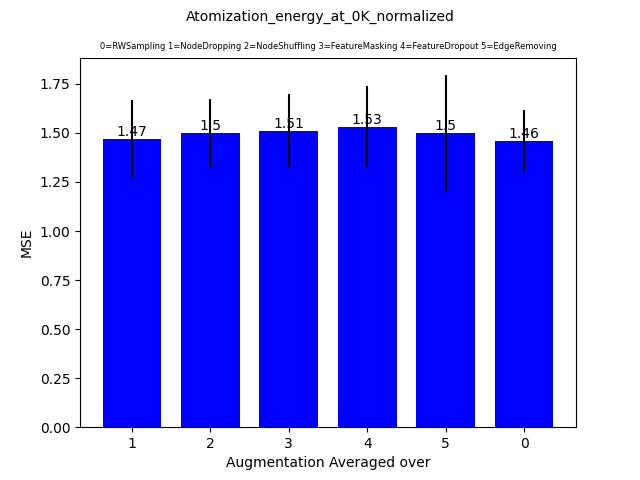 Atomization_energy_at_0K_normalized
0=RWSampling 1=NodeDropping 2=NodeShuffling 3=FeatureMasking 4=FeatureDropout 5=EdgeRemoving
1.75
1.50
1.25
1.00
0.75
0.50
0.25
0.00
MSE
1.47
1.5
1.51
1.53
1.5
1.46
1 2 3 4 5 0
Augmentation Averaged over